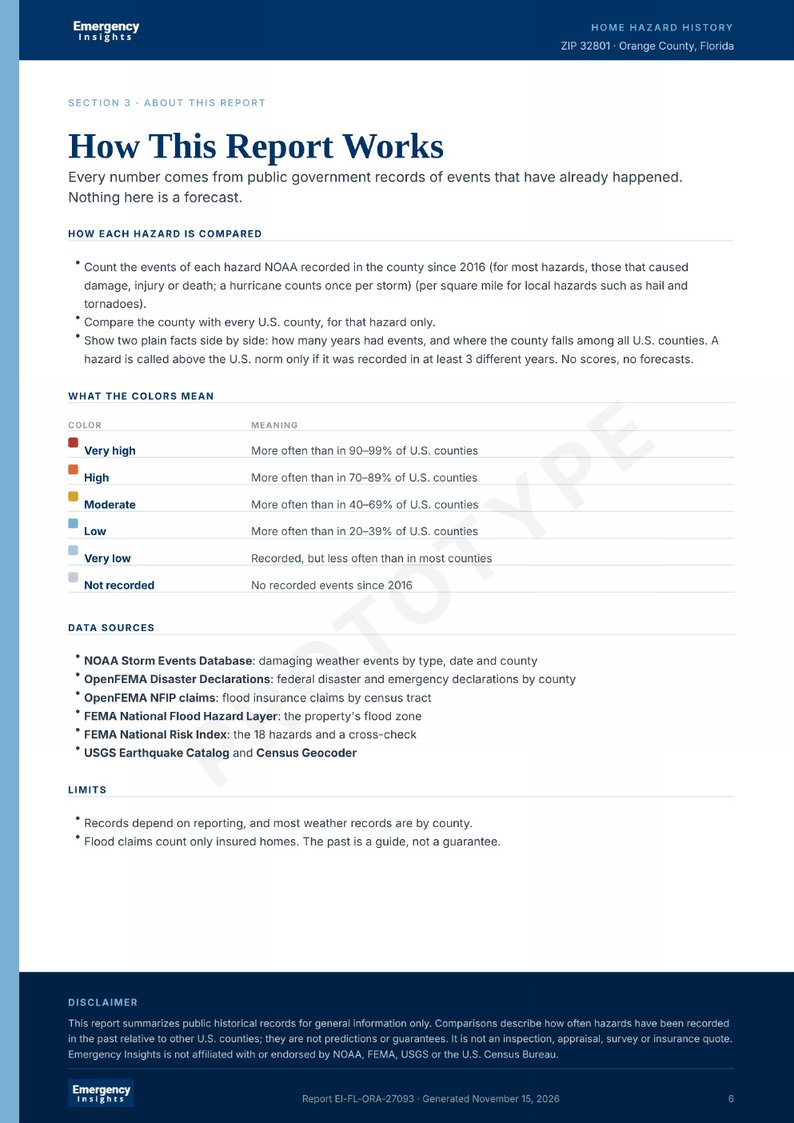 Emergency
Insights
HOME HAZARD HISTORY
ZIP 32801 · Orange County, Florida
SECTION 3 · ABOUT THIS REPORT
How This Report Works
Every number comes from public government records of events that have already happened.
Nothing here is a forecast.
HOW EACH HAZARD IS COMPARED
• Count the events of each hazard NOAA recorded in the county since 2016 (for most hazards, those that caused
damage, injury or death; a hurricane counts once per storm) (per square mile for local hazards such as hail and
tornadoes).
• Compare the county with every U.S. county, for that hazard only.
• Show two plain facts side by side: how many years had events, and where the county falls among all U.S. counties. A
hazard is called above the U.S. norm only if it was recorded in at least 3 different years. No scores, no forecasts.
WHAT THE COLORS MEAN
COLOR MEANING
Very high More often than in 90–99% of U.S. counties
High More often than in 70–89% of U.S. counties
Moderate More often than in 40–69% of U.S. counties
Low More often than in 20–39% of U.S. counties
Very low Recorded, but less often than in most counties
Not recorded No recorded events since 2016
PROTOTYPE
DATA SOURCES
• NOAA Storm Events Database: damaging weather events by type, date and county
• OpenFEMA Disaster Declarations: federal disaster and emergency declarations by county
• OpenFEMA NFIP claims: flood insurance claims by census tract
• FEMA National Flood Hazard Layer: the property's flood zone
• FEMA National Risk Index: the 18 hazards and a cross-check
• USGS Earthquake Catalog and Census Geocoder
LIMITS
• Records depend on reporting, and most weather records are by county.
• Flood claims count only insured homes. The past is a guide, not a guarantee.
DISCLAIMER
This report summarizes public historical records for general information only. Comparisons describe how often hazards have been recorded
in the past relative to other U.S. counties; they are not predictions or guarantees. It is not an inspection, appraisal, survey or insurance quote.
Emergency Insights is not affiliated with or endorsed by NOAA, FEMA, USGS or the U.S. Census Bureau.
Emergency
Insights
Report EI-FL-ORA-27093 · Generated November 15, 2026
6